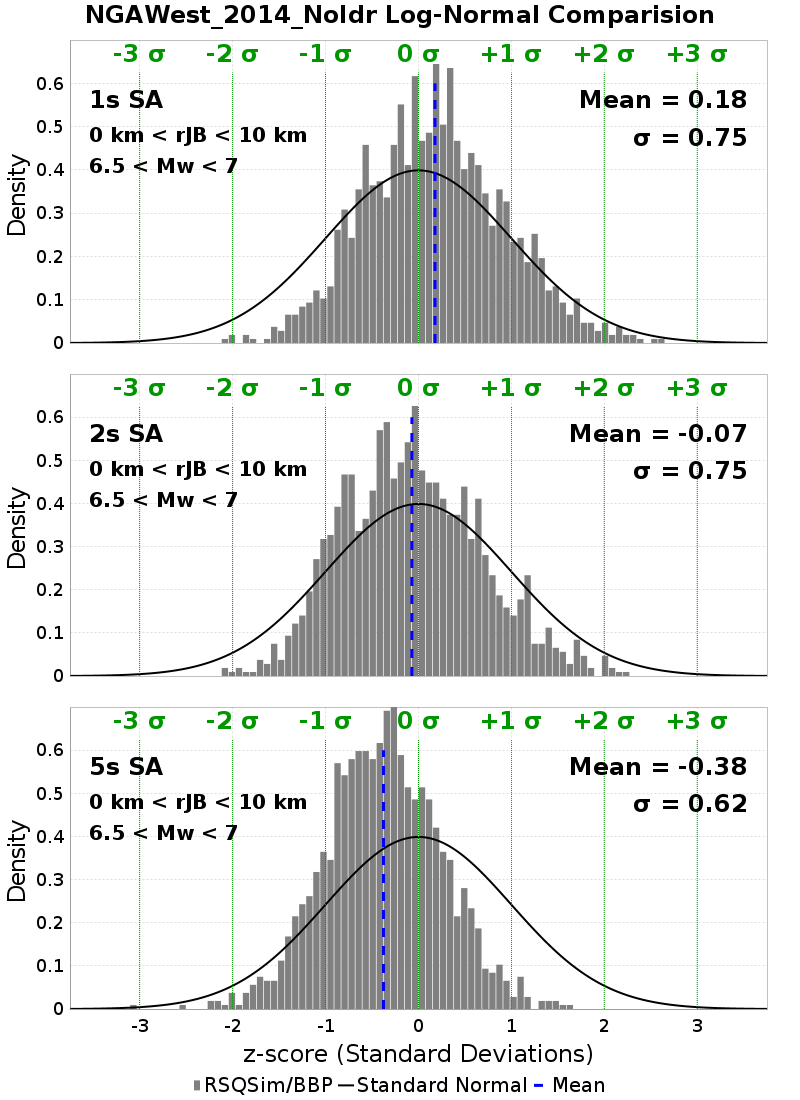 NGAWest_2014_NoIdr Log-Normal Comparision
-3 σ -2 σ -1 σ 0 σ +1 σ +2 σ +3 σ
1s SA
Mean = 0.18
0 km < rJB < 10 km
σ = 0.75
6.5 < Mw < 7
Density
0.6
0.5
0.4
0.3
0.2
0.1
0
-3 σ -2 σ -1 σ 0 σ +1 σ +2 σ +3 σ
2s SA
Mean = -0.07
0 km < rJB < 10 km
σ = 0.75
6.5 < Mw < 7
Density
0.6
0.5
0.4
0.3
0.2
0.1
0
-3 σ -2 σ -1 σ 0 σ +1 σ +2 σ +3 σ
5s SA
Mean = -0.38
0 km < rJB < 10 km
σ = 0.62
6.5 < Mw < 7
Density
0.6
0.5
0.4
0.3
0.2
0.1
0
-3 -2 -1 0 1 2 3
z-score (Standard Deviations)
RSQSim/BBP Standard Normal Mean